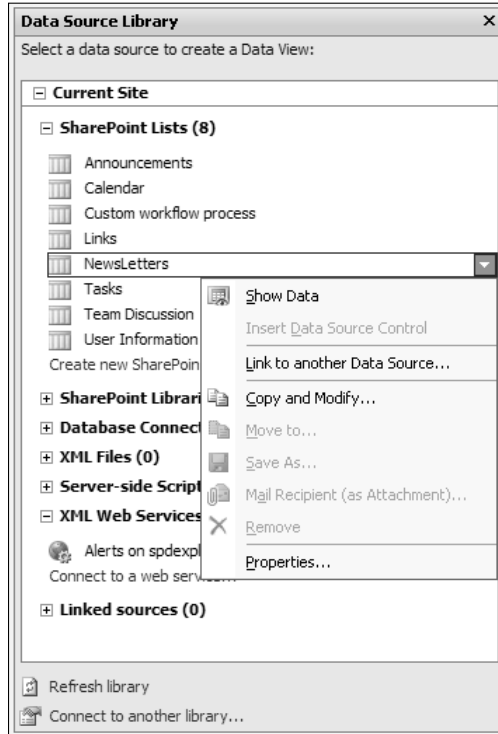 Data Source Library
Select a data source to create a Data View:
Current Site
SharePoint Lists (8)
Announcements
Calendar
Custom workflow process
Links
NewsLetters
Tasks
Team Discussion
User Information
Create new SharePoin
SharePoint Librari
Database Connect
XML Files (0)
Server-side Script
XML Web Services
Alerts on spdexpl
Connect to a web servi
Linked sources (0)
Show Data
Insert Data Source Control
Link to another Data Source...
Copy and Modify...
Move to...
Save As...
Mail Recipient (as Attachment)...
Remove
Properties...
Refresh library
Connect to another library...